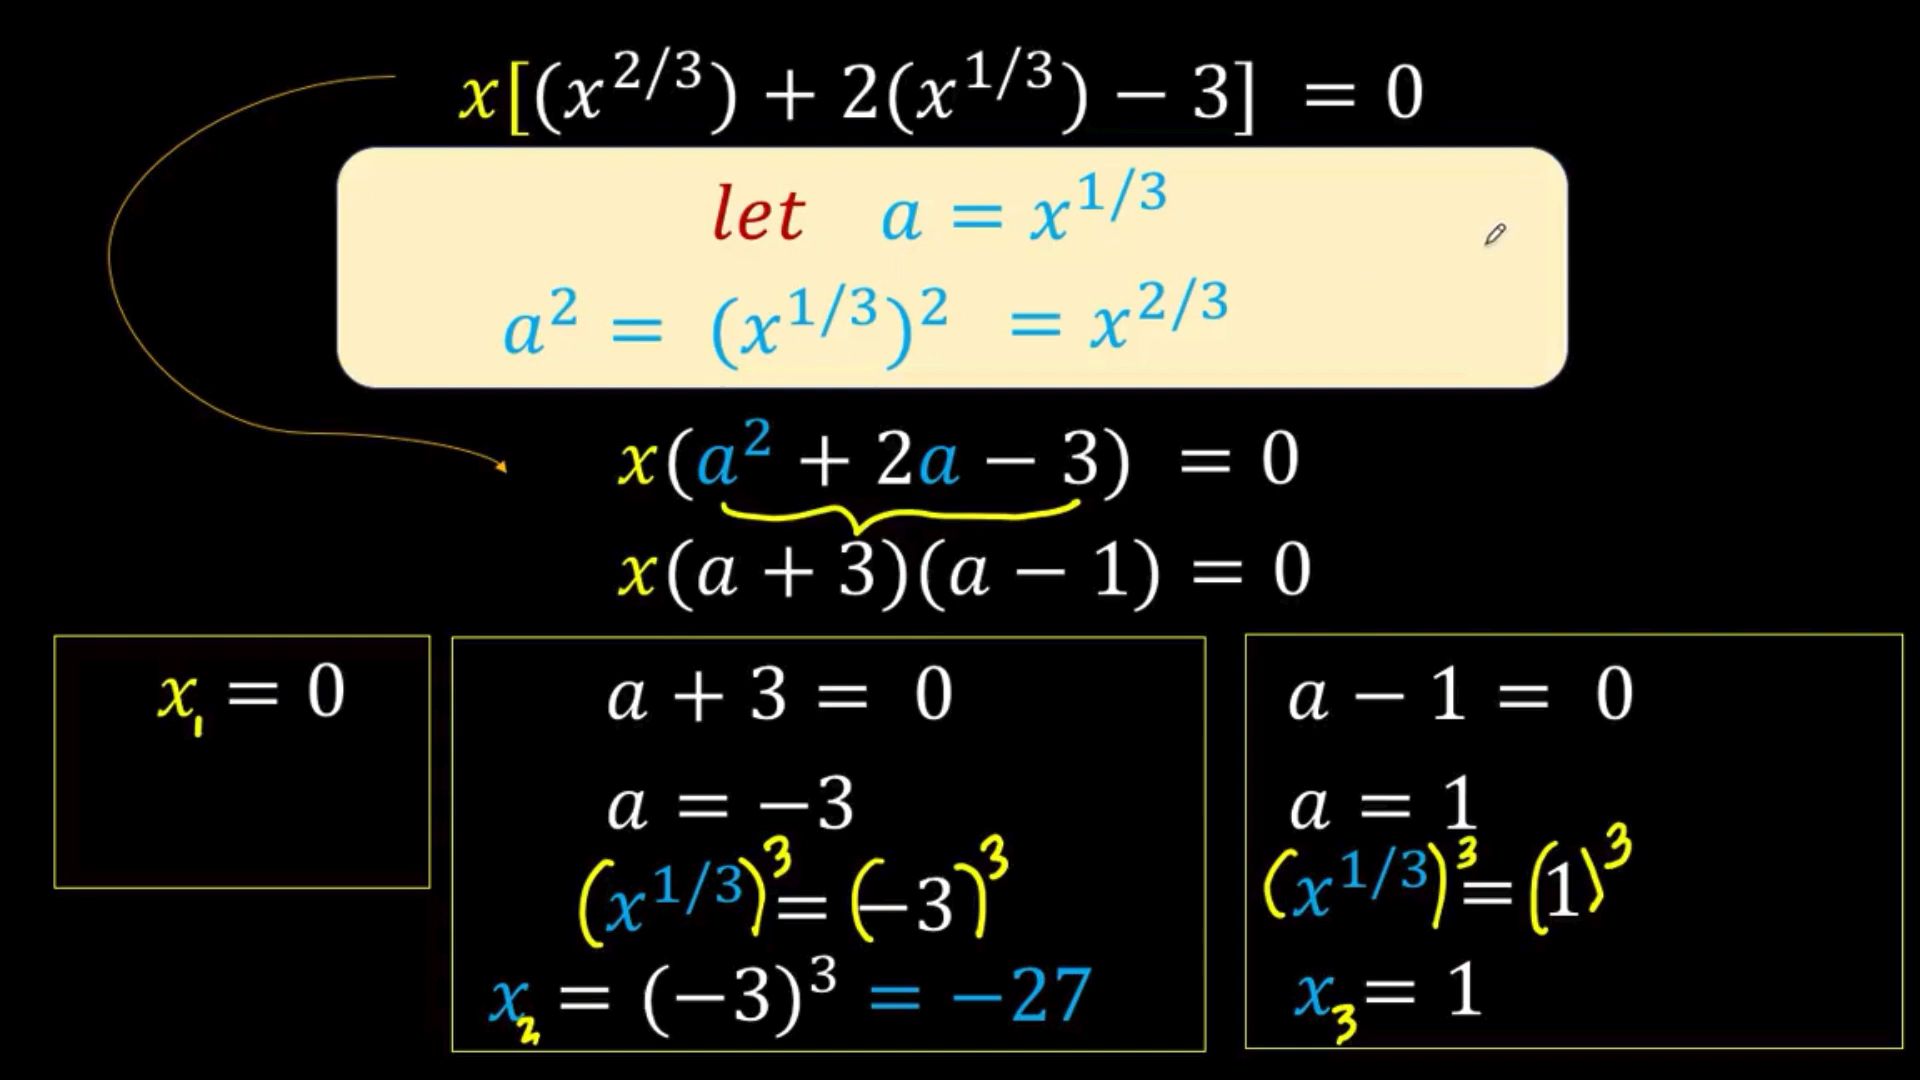 x[(x^{2/3}) + 2(x^{1/3}) − 3] = 0
let a = x^{1/3}
a² = (x^{1/3})² = x^{2/3}
x(a² + 2a − 3) = 0
x(a + 3)(a − 1) = 0
x₁ = 0
a + 3 = 0
a = −3
(x^{1/3})³ = (−3)³
x₂ = (−3)³ = −27
a − 1 = 0
a = 1
(x^{1/3})³ = (1)³
x₃ = 1